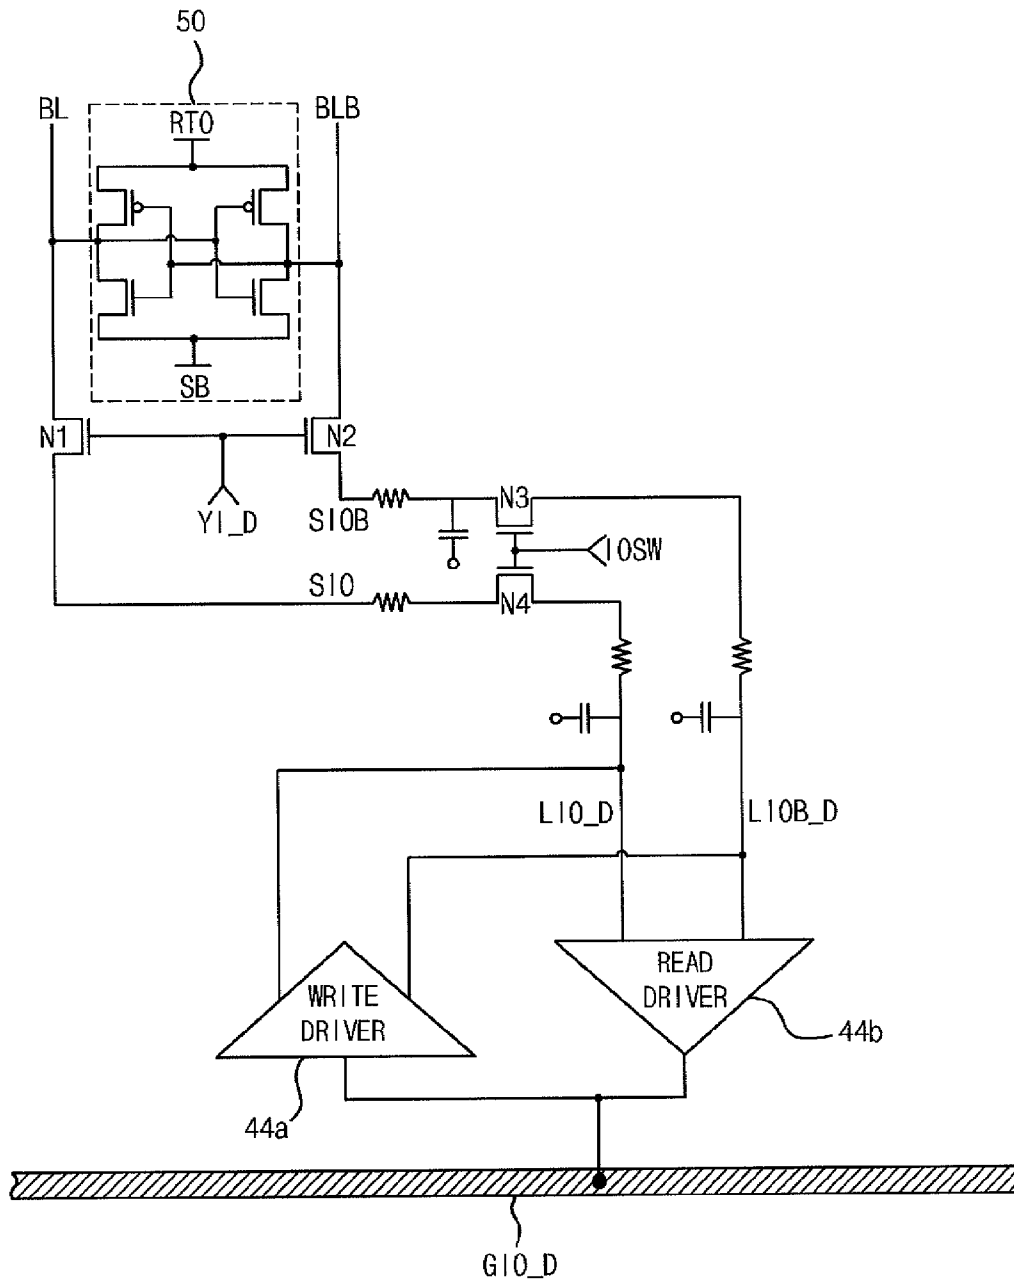 50
BL
BLB
RTO
SB
N1
N2
YI_D
SIOB
N3
IOSW
SIO
N4
LIO_D
LIOB_D
READ
DRIVER
WRITE
DRIVER
44b
44a
GIO_D